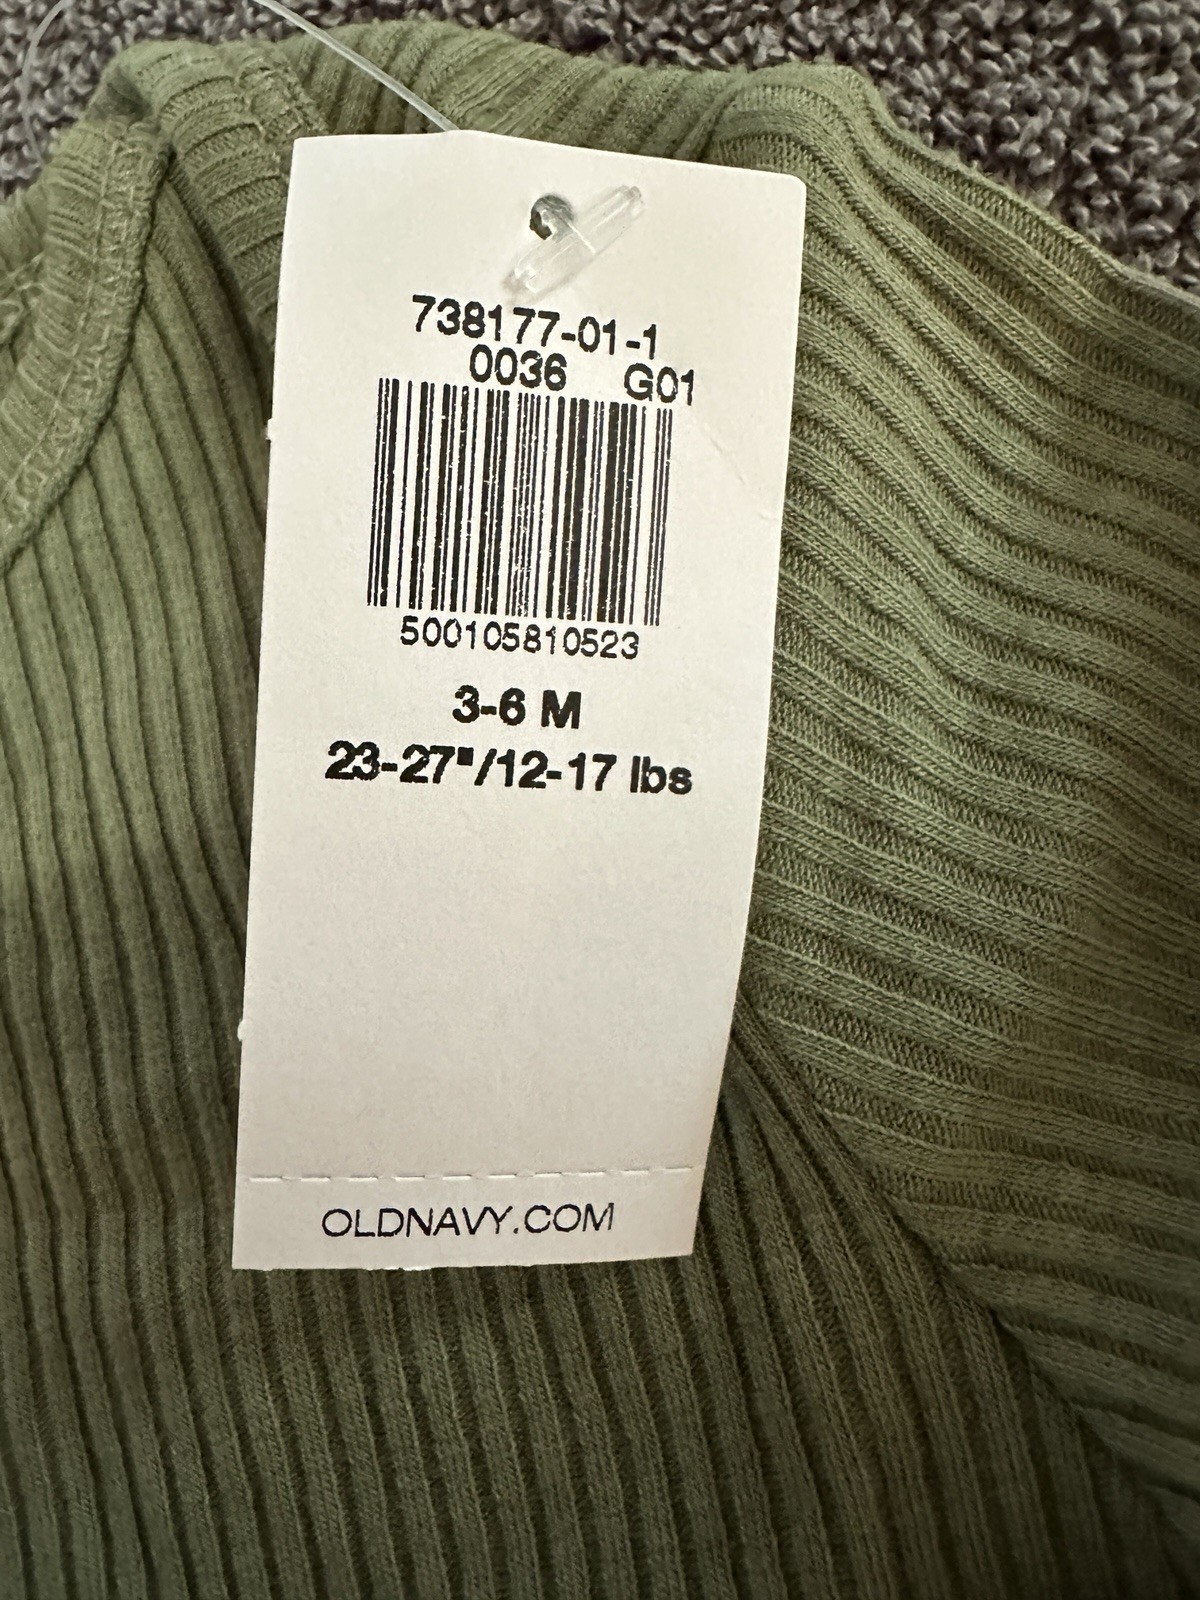 738177-01-1
0036 G01
500105810523
3-6 M
23-27"/12-17 lbs
OLDNAVY.COM